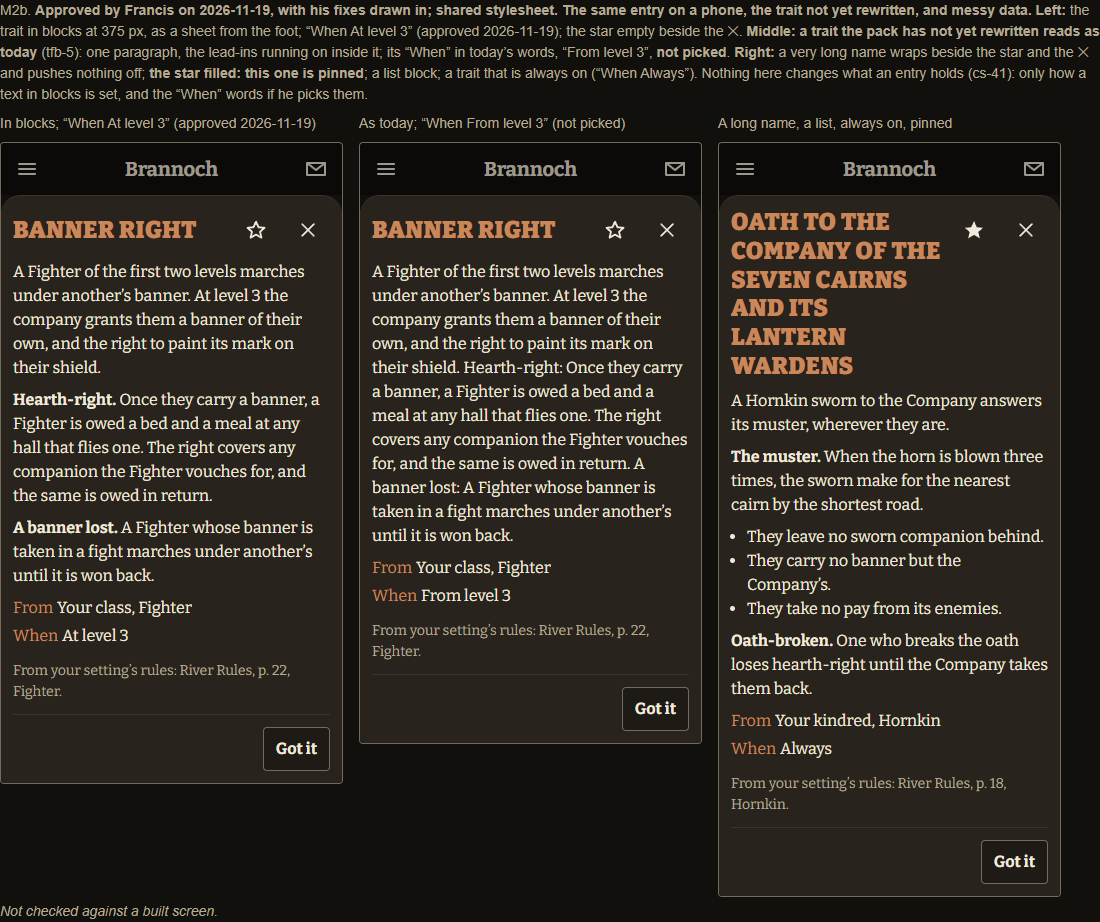 M2b. Approved by Francis on 2026-11-19, with his fixes drawn in; shared stylesheet. The same entry on a phone, the trait not yet rewritten, and messy data. Left: the
trait in blocks at 375 px, as a sheet from the foot; “When At level 3” (approved 2026-11-19); the star empty beside the ✕. Middle: a trait the pack has not yet rewritten reads as
today (tfb-5): one paragraph, the lead-ins running on inside it; its “When” in today’s words, “From level 3”, not picked. Right: a very long name wraps beside the star and the ✕
and pushes nothing off; the star filled: this one is pinned; a list block; a trait that is always on (“When Always”). Nothing here changes what an entry holds (cs-41): only how a
text in blocks is set, and the “When” words if he picks them.
In blocks; “When At level 3” (approved 2026-11-19)
Brannoch
BANNER RIGHT
A Fighter of the first two levels marches
under another’s banner. At level 3 the
company grants them a banner of their
own, and the right to paint its mark on
their shield.
Hearth-right. Once they carry a banner, a
Fighter is owed a bed and a meal at any
hall that flies one. The right covers any
companion the Fighter vouches for, and
the same is owed in return.
A banner lost. A Fighter whose banner is
taken in a fight marches under another’s
until it is won back.
From Your class, Fighter
When At level 3
From your setting’s rules: River Rules, p. 22,
Fighter.
Got it
As today; “When From level 3” (not picked)
Brannoch
BANNER RIGHT
A Fighter of the first two levels marches
under another’s banner. At level 3 the
company grants them a banner of their
own, and the right to paint its mark on
their shield. Hearth-right: Once they carry
a banner, a Fighter is owed a bed and a
meal at any hall that flies one. The right
covers any companion the Fighter vouches
for, and the same is owed in return. A
banner lost: A Fighter whose banner is
taken in a fight marches under another’s
until it is won back.
From Your class, Fighter
When From level 3
From your setting’s rules: River Rules, p. 22,
Fighter.
Got it
A long name, a list, always on, pinned
Brannoch
OATH TO THE
COMPANY OF THE
SEVEN CAIRNS
AND ITS
LANTERN
WARDENS
A Hornkin sworn to the Company answers
its muster, wherever they are.
The muster. When the horn is blown three
times, the sworn make for the nearest
cairn by the shortest road.
• They leave no sworn companion behind.
• They carry no banner but the
Company’s.
• They take no pay from its enemies.
Oath-broken. One who breaks the oath
loses hearth-right until the Company takes
them back.
From Your kindred, Hornkin
When Always
From your setting’s rules: River Rules, p. 18,
Hornkin.
Got it
Not checked against a built screen.